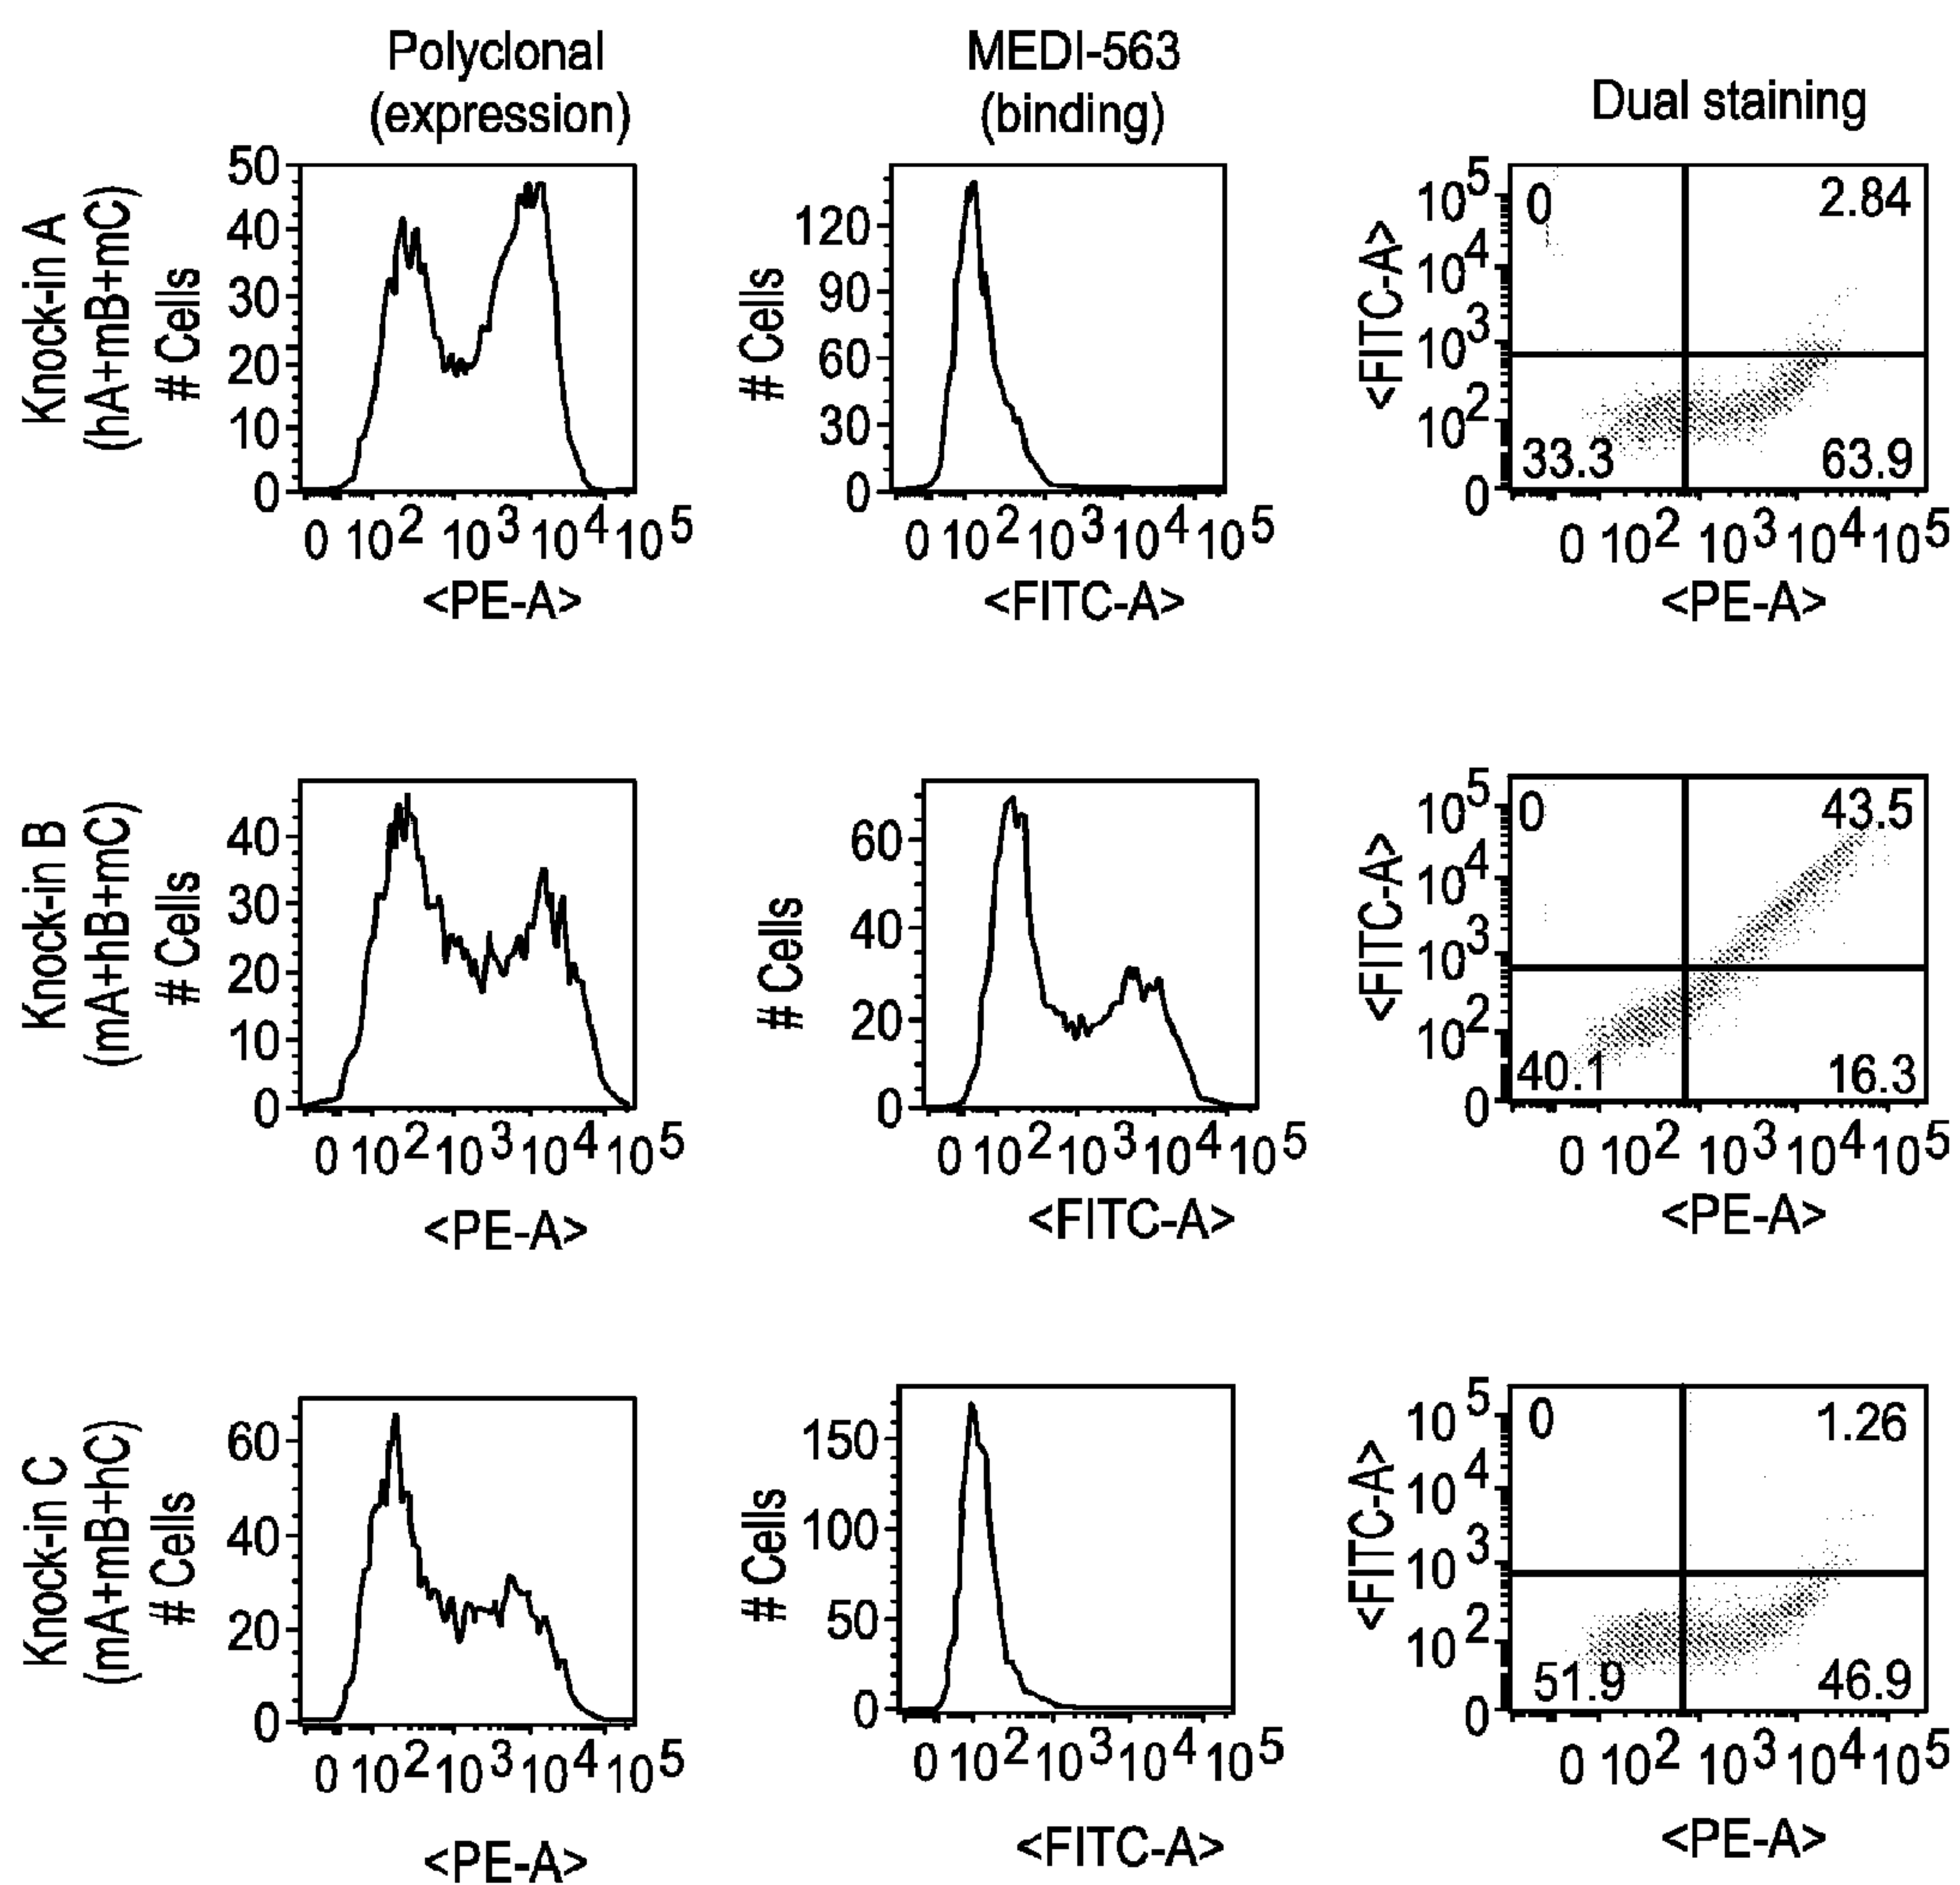 Polyclonal
(expression)
MEDI-563
(binding)
Dual staining
Knock-in A
(hA+mB+mC)
# Cells
50
40
30
20
10
0
0 10² 10³ 10⁴ 10⁵
<PE-A>
# Cells
120
90
60
30
0
0 10² 10³ 10⁴ 10⁵
<FITC-A>
<FITC-A>
10⁵
10⁴
10³
10²
0
0
2.84
33.3
63.9
0 10² 10³ 10⁴ 10⁵
<PE-A>
Knock-in B
(mA+hB+mC)
# Cells
40
30
20
10
0
0 10² 10³ 10⁴ 10⁵
<PE-A>
# Cells
60
40
20
0
0 10² 10³ 10⁴ 10⁵
<FITC-A>
<FITC-A>
10⁵
10⁴
10³
10²
0
0
43.5
40.1
16.3
0 10² 10³ 10⁴ 10⁵
<PE-A>
Knock-in C
(mA+mB+hC)
# Cells
60
40
20
0
0 10² 10³ 10⁴ 10⁵
<PE-A>
# Cells
150
100
50
0
0 10² 10³ 10⁴ 10⁵
<FITC-A>
<FITC-A>
10⁵
10⁴
10³
10²
0
0
1.26
51.9
46.9
0 10² 10³ 10⁴ 10⁵
<PE-A>